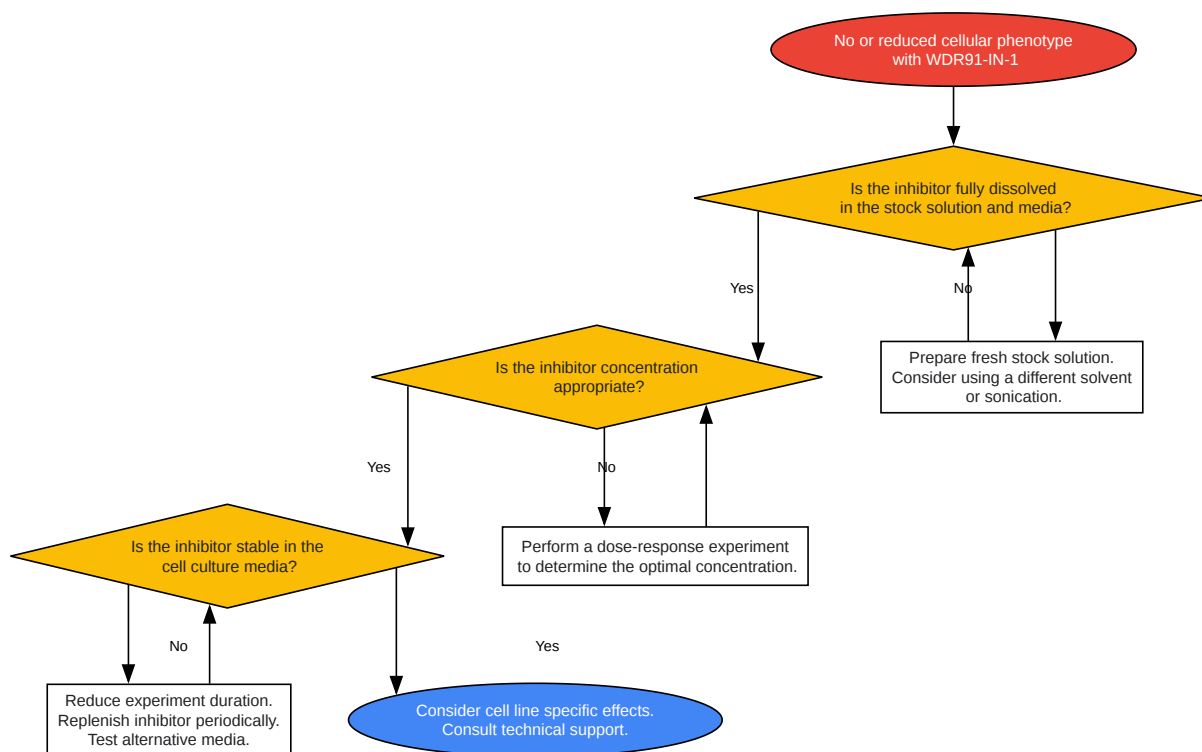 No or reduced cellular phenotype
with WDR91-IN-1
Is the inhibitor fully dissolved
in the stock solution and media?
Yes
No
Prepare fresh stock solution.
Consider using a different solvent
or sonication.
Is the inhibitor concentration
appropriate?
Yes
No
Perform a dose-response experiment
to determine the optimal concentration.
Is the inhibitor stable in the
cell culture media?
No
Yes
Reduce experiment duration.
Replenish inhibitor periodically.
Test alternative media.
Consider cell line specific effects.
Consult technical support.